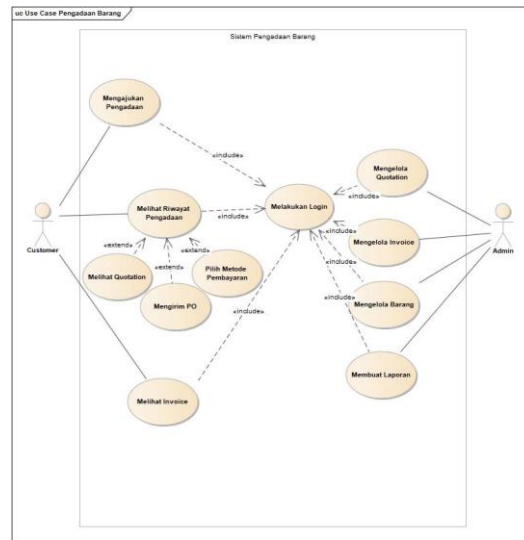 uc Use Case Pengadaan Barang
Sistem Pengadaan Barang
Mengajukan
Pengadaan
«include»
Mengelola
Quotation
«include»
Melihat Riwayat
Pengadaan
«include»
Melakukan Login
Customer
Admin
Mengelola Invoice
«include»
«extend»
«extend»
«extend»
Melihat Quotation
Pilih Metode
Pembayaran
Mengirim PO
«include»
Mengelola Barang
«include»
«include»
Membuat Laporan
Melihat Invoice